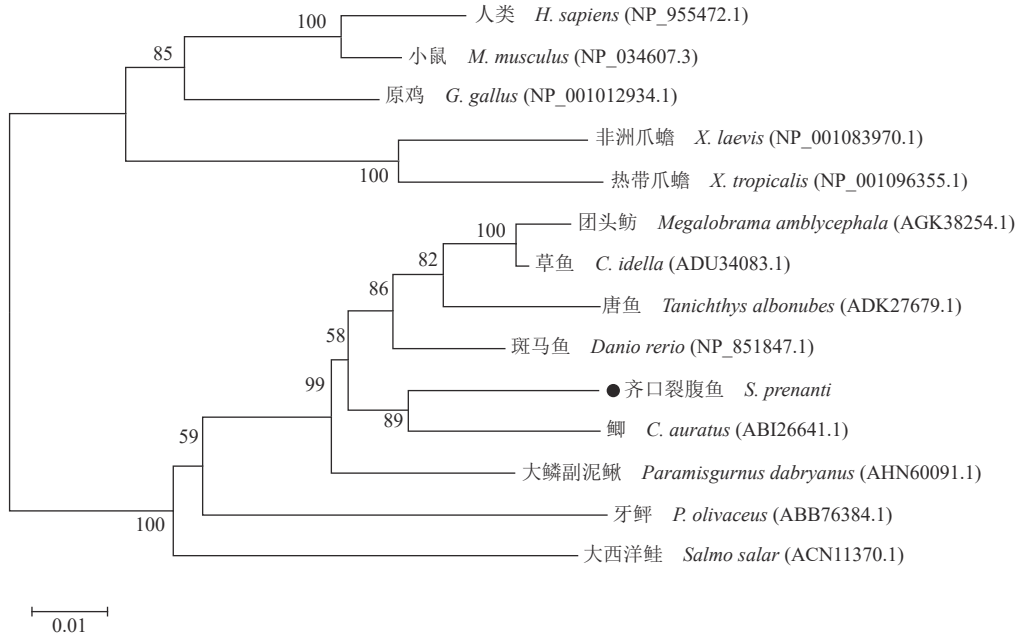 100 人类 H. sapiens (NP_955472.1)
85 小鼠 M. musculus (NP_034607.3)
原鸡 G. gallus (NP_001012934.1)
非洲爪蟾 X. laevis (NP_001083970.1)
100 热带爪蟾 X. tropicalis (NP_001096355.1)
100 团头鲂 Megalobrama amblycephala (AGK38254.1)
82 草鱼 C. idella (ADU34083.1)
86 唐鱼 Tanichthys albonubes (ADK27679.1)
58 斑马鱼 Danio rerio (NP_851847.1)
99 ●齐口裂腹鱼 S. prenanti
89 鲫 C. auratus (ABI26641.1)
59 大鳞副泥鳅 Paramisgurnus dabryanus (AHN60091.1)
100 牙鲆 P. olivaceus (ABB76384.1)
大西洋鲑 Salmo salar (ACN11370.1)
0.01